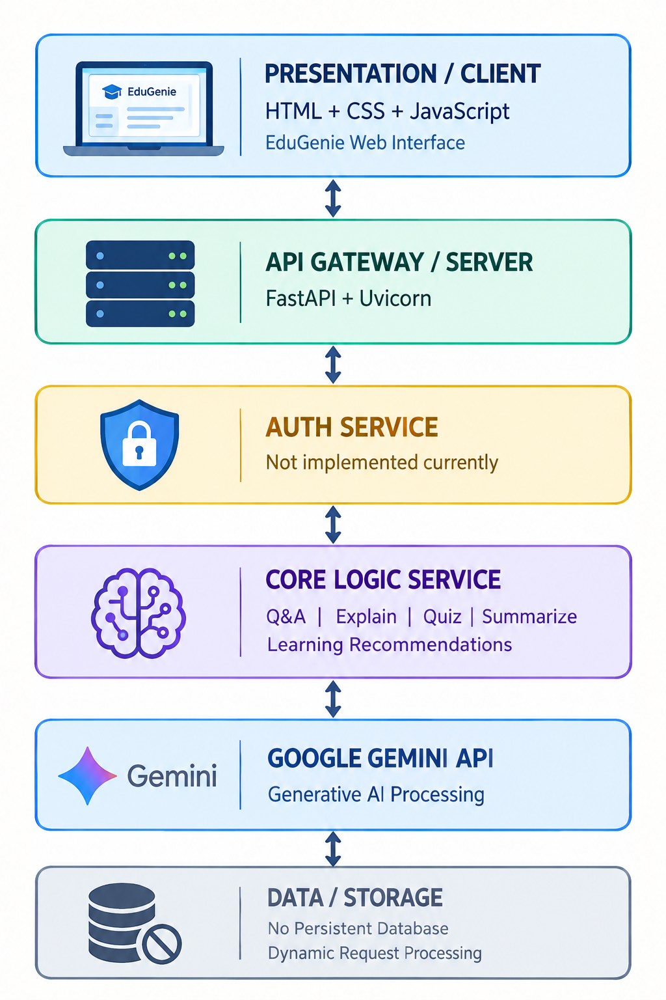 EduGenie
PRESENTATION / CLIENT
HTML + CSS + JavaScript
EduGenie Web Interface
API GATEWAY / SERVER
FastAPI + Uvicorn
AUTH SERVICE
Not implemented currently
CORE LOGIC SERVICE
Q&A | Explain | Quiz | Summarize
Learning Recommendations
Gemini
GOOGLE GEMINI API
Generative AI Processing
DATA / STORAGE
No Persistent Database
Dynamic Request Processing